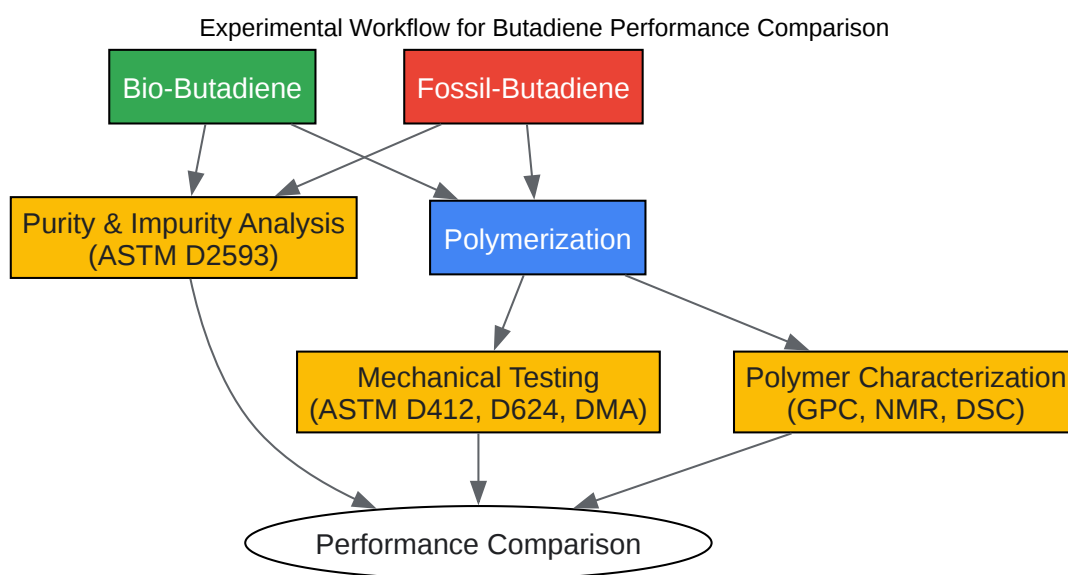 Experimental Workflow for Butadiene Performance Comparison
Bio-Butadiene
Fossil-Butadiene
Purity & Impurity Analysis
(ASTM D2593)
Polymerization
Mechanical Testing
(ASTM D412, D624, DMA)
Polymer Characterization
(GPC, NMR, DSC)
Performance Comparison